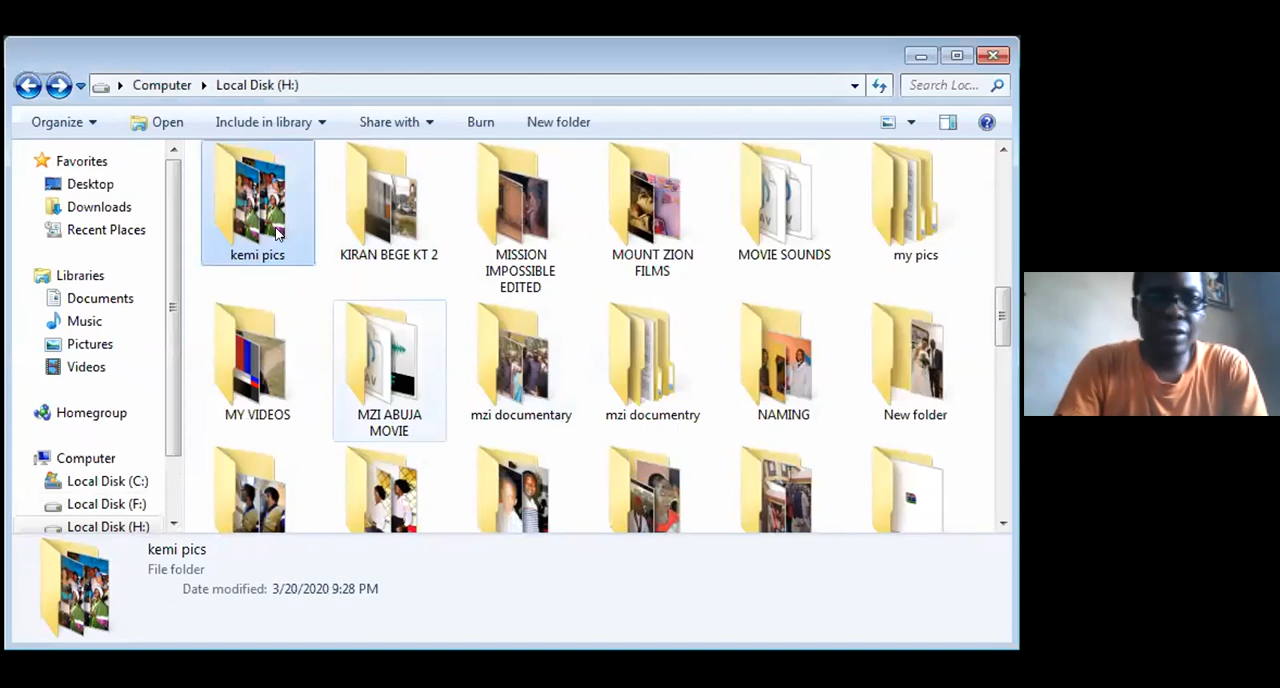 Computer
Local Disk (H:)
Search Loc...
Organize
Open
Include in library
Share with
Burn
New folder
Favorites
Desktop
Downloads
Recent Places
Libraries
Documents
Music
Pictures
Videos
Homegroup
Computer
Local Disk (C:)
Local Disk (F:)
Local Disk (H:)
kemi pics
KIRAN BEGE KT 2
MISSION
IMPOSSIBLE
EDITED
MOUNT ZION
FILMS
MOVIE SOUNDS
my pics
MY VIDEOS
MZI ABUJA
MOVIE
mzi documentary
mzi documentry
NAMING
New folder
kemi pics
File folder
Date modified: 3/20/2020 9:28 PM